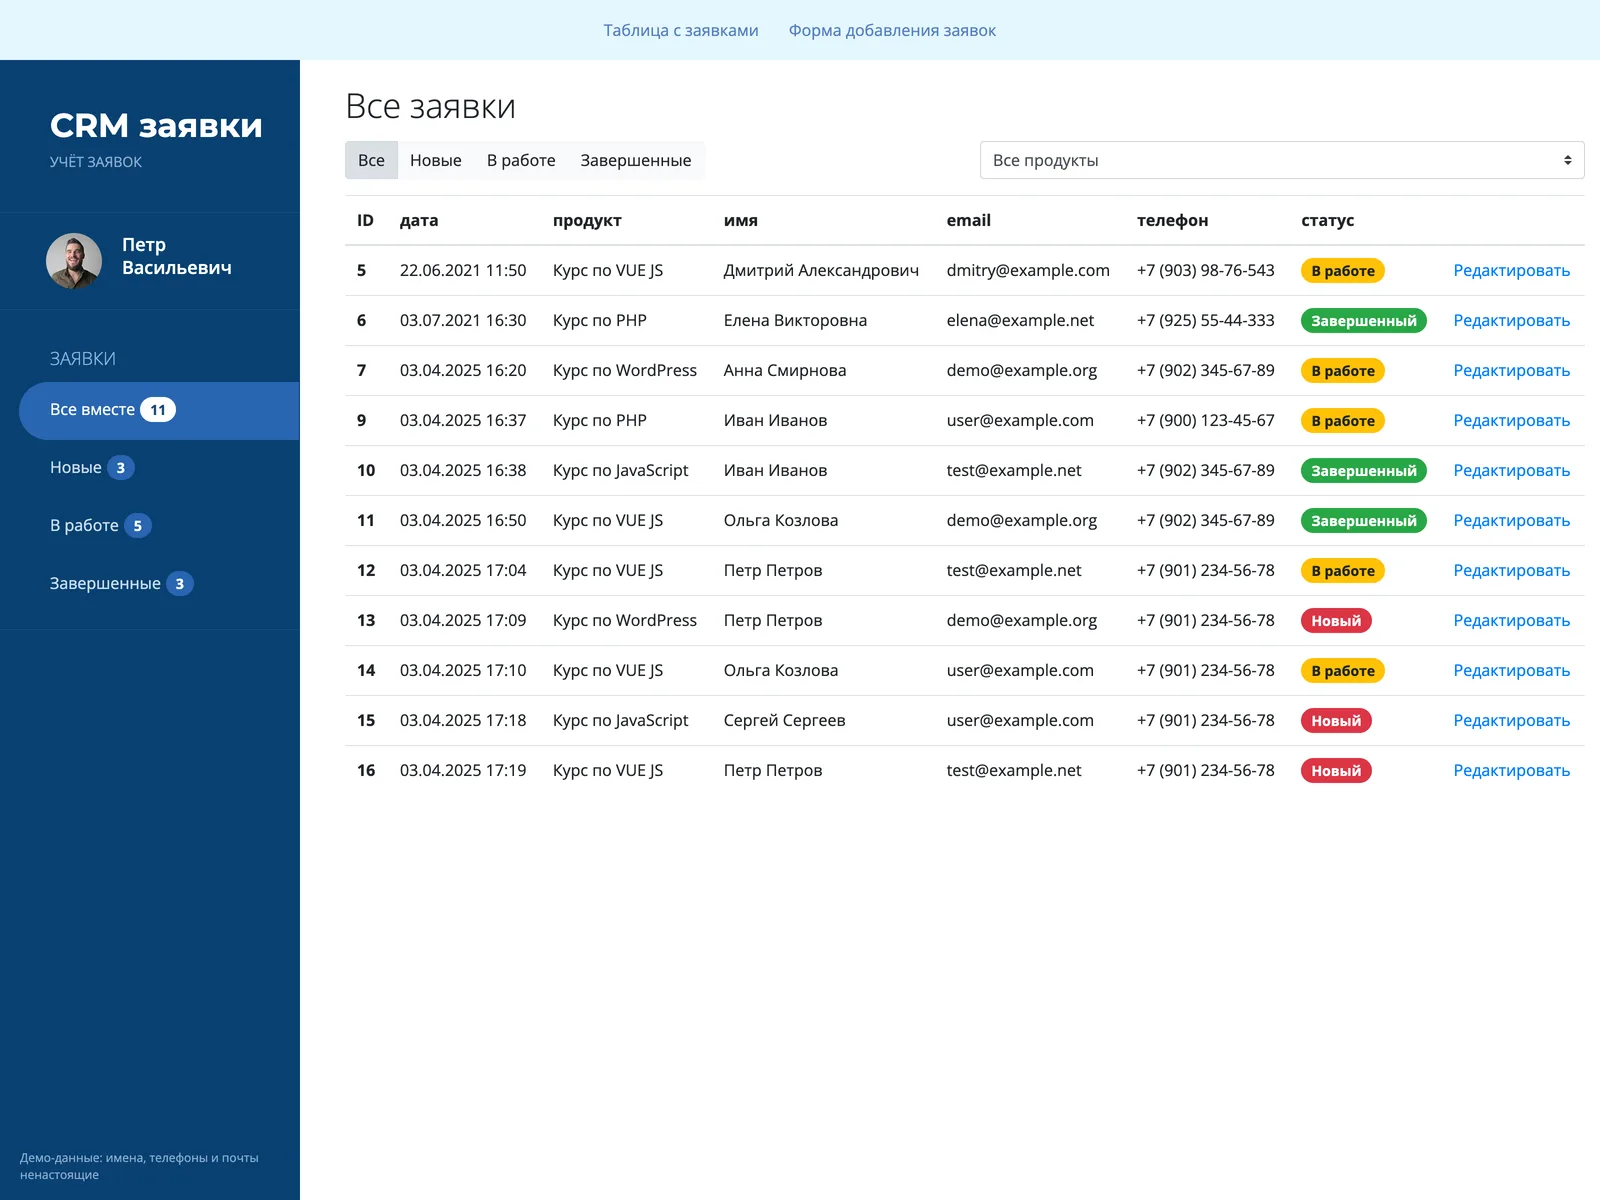 Таблица с заявками Форма добавления заявок
CRM заявки
УЧЁТ ЗАЯВОК
Петр
Васильевич
ЗАЯВКИ
Все вместе 11
Новые 3
В работе 5
Завершенные 3
Демо-данные: имена, телефоны и почты
ненастоящие
Все заявки
Все Новые В работе Завершенные Все продукты
ID дата продукт имя email телефон статус
5 22.06.2021 11:50 Курс по VUE JS Дмитрий Александрович dmitry@example.com +7 (903) 98-76-543 В работе Редактировать
6 03.07.2021 16:30 Курс по PHP Елена Викторовна elena@example.net +7 (925) 55-44-333 Завершенный Редактировать
7 03.04.2025 16:20 Курс по WordPress Анна Смирнова demo@example.org +7 (902) 345-67-89 В работе Редактировать
9 03.04.2025 16:37 Курс по PHP Иван Иванов user@example.com +7 (900) 123-45-67 В работе Редактировать
10 03.04.2025 16:38 Курс по JavaScript Иван Иванов test@example.net +7 (902) 345-67-89 Завершенный Редактировать
11 03.04.2025 16:50 Курс по VUE JS Ольга Козлова demo@example.org +7 (902) 345-67-89 Завершенный Редактировать
12 03.04.2025 17:04 Курс по VUE JS Петр Петров test@example.net +7 (901) 234-56-78 В работе Редактировать
13 03.04.2025 17:09 Курс по WordPress Петр Петров demo@example.org +7 (901) 234-56-78 Новый Редактировать
14 03.04.2025 17:10 Курс по VUE JS Ольга Козлова user@example.com +7 (901) 234-56-78 В работе Редактировать
15 03.04.2025 17:18 Курс по JavaScript Сергей Сергеев user@example.com +7 (901) 234-56-78 Новый Редактировать
16 03.04.2025 17:19 Курс по VUE JS Петр Петров test@example.net +7 (901) 234-56-78 Новый Редактировать